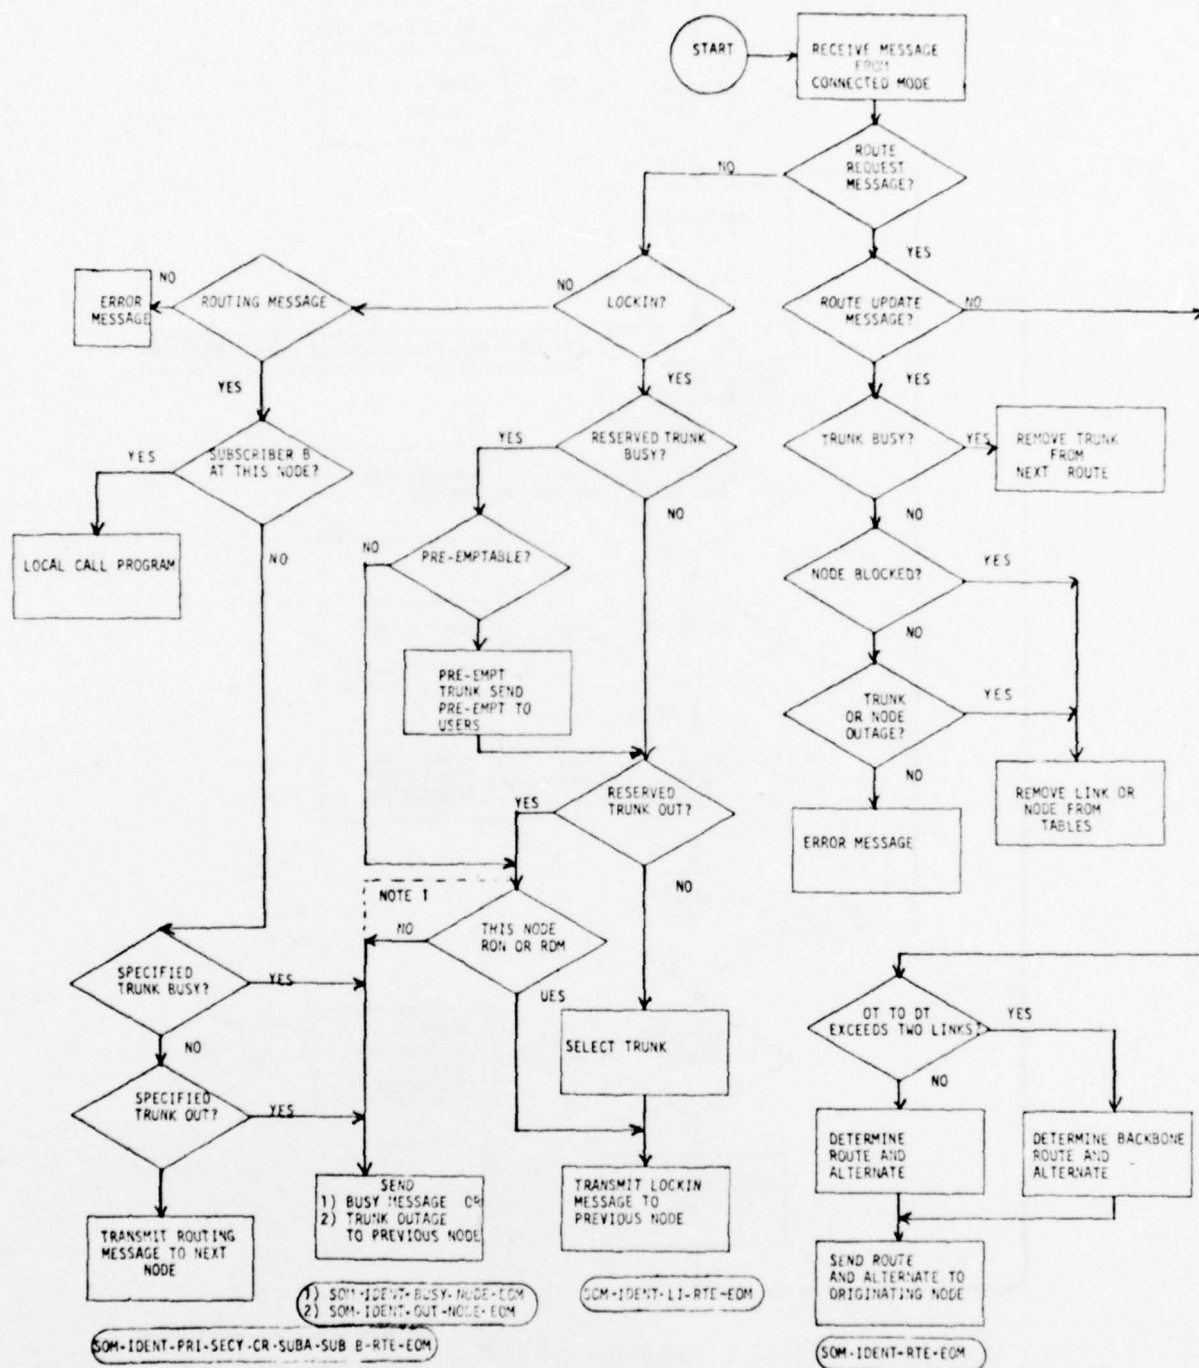 START
RECEIVE MESSAGE
FROM
CONNECTED MODE
ROUTE
REQUEST
MESSAGE?
NO
YES
NO
ERROR
MESSAGE
ROUTING MESSAGE
NO
LOCKIN?
ROUTE UPDATE
MESSAGE?
NO
YES
YES
YES
YES
SUBSCRIBER B
AT THIS NODE?
YES
RESERVED TRUNK
BUSY?
TRUNK BUSY?
YES
REMOVE TRUNK
FROM
NEXT ROUTE
NO
NO
LOCAL CALL PROGRAM
NO
NO
PRE-EMPTABLE?
NODE BLOCKED?
YES
NO
PRE-EMPT
TRUNK SEND
PRE-EMPT TO
USERS
TRUNK
OR NODE
OUTAGE?
YES
NO
YES
RESERVED
TRUNK OUT?
REMOVE LINK OR
NODE FROM
TABLES
ERROR MESSAGE
NO
NOTE 1
NO
THIS NODE
RON OR RDM
UES
SPECIFIED
TRUNK BUSY?
YES
NO
SELECT TRUNK
OT TO DT
EXCEEDS TWO LINKS?
YES
NO
SPECIFIED
TRUNK OUT?
YES
DETERMINE
ROUTE AND
ALTERNATE
DETERMINE BACKBONE
ROUTE AND
ALTERNATE
SEND
1) BUSY MESSAGE OR
2) TRUNK OUTAGE
TO PREVIOUS NODE
TRANSMIT LOCKIN
MESSAGE TO
PREVIOUS NODE
TRANSMIT ROUTING
MESSAGE TO NEXT
NODE
SEND ROUTE
AND ALTERNATE TO
ORIGINATING NODE
1) SOM-IDENT-BUSY-NODE-EOM
2) SOM-IDENT-OUT-NODE-EOM
SOM-IDENT-LI-RTE-EOM
SOM-IDENT-PRI-SECY-CR-SUBA-SUB B-RTE-EOM
SOM-IDENT-RTE-EOM